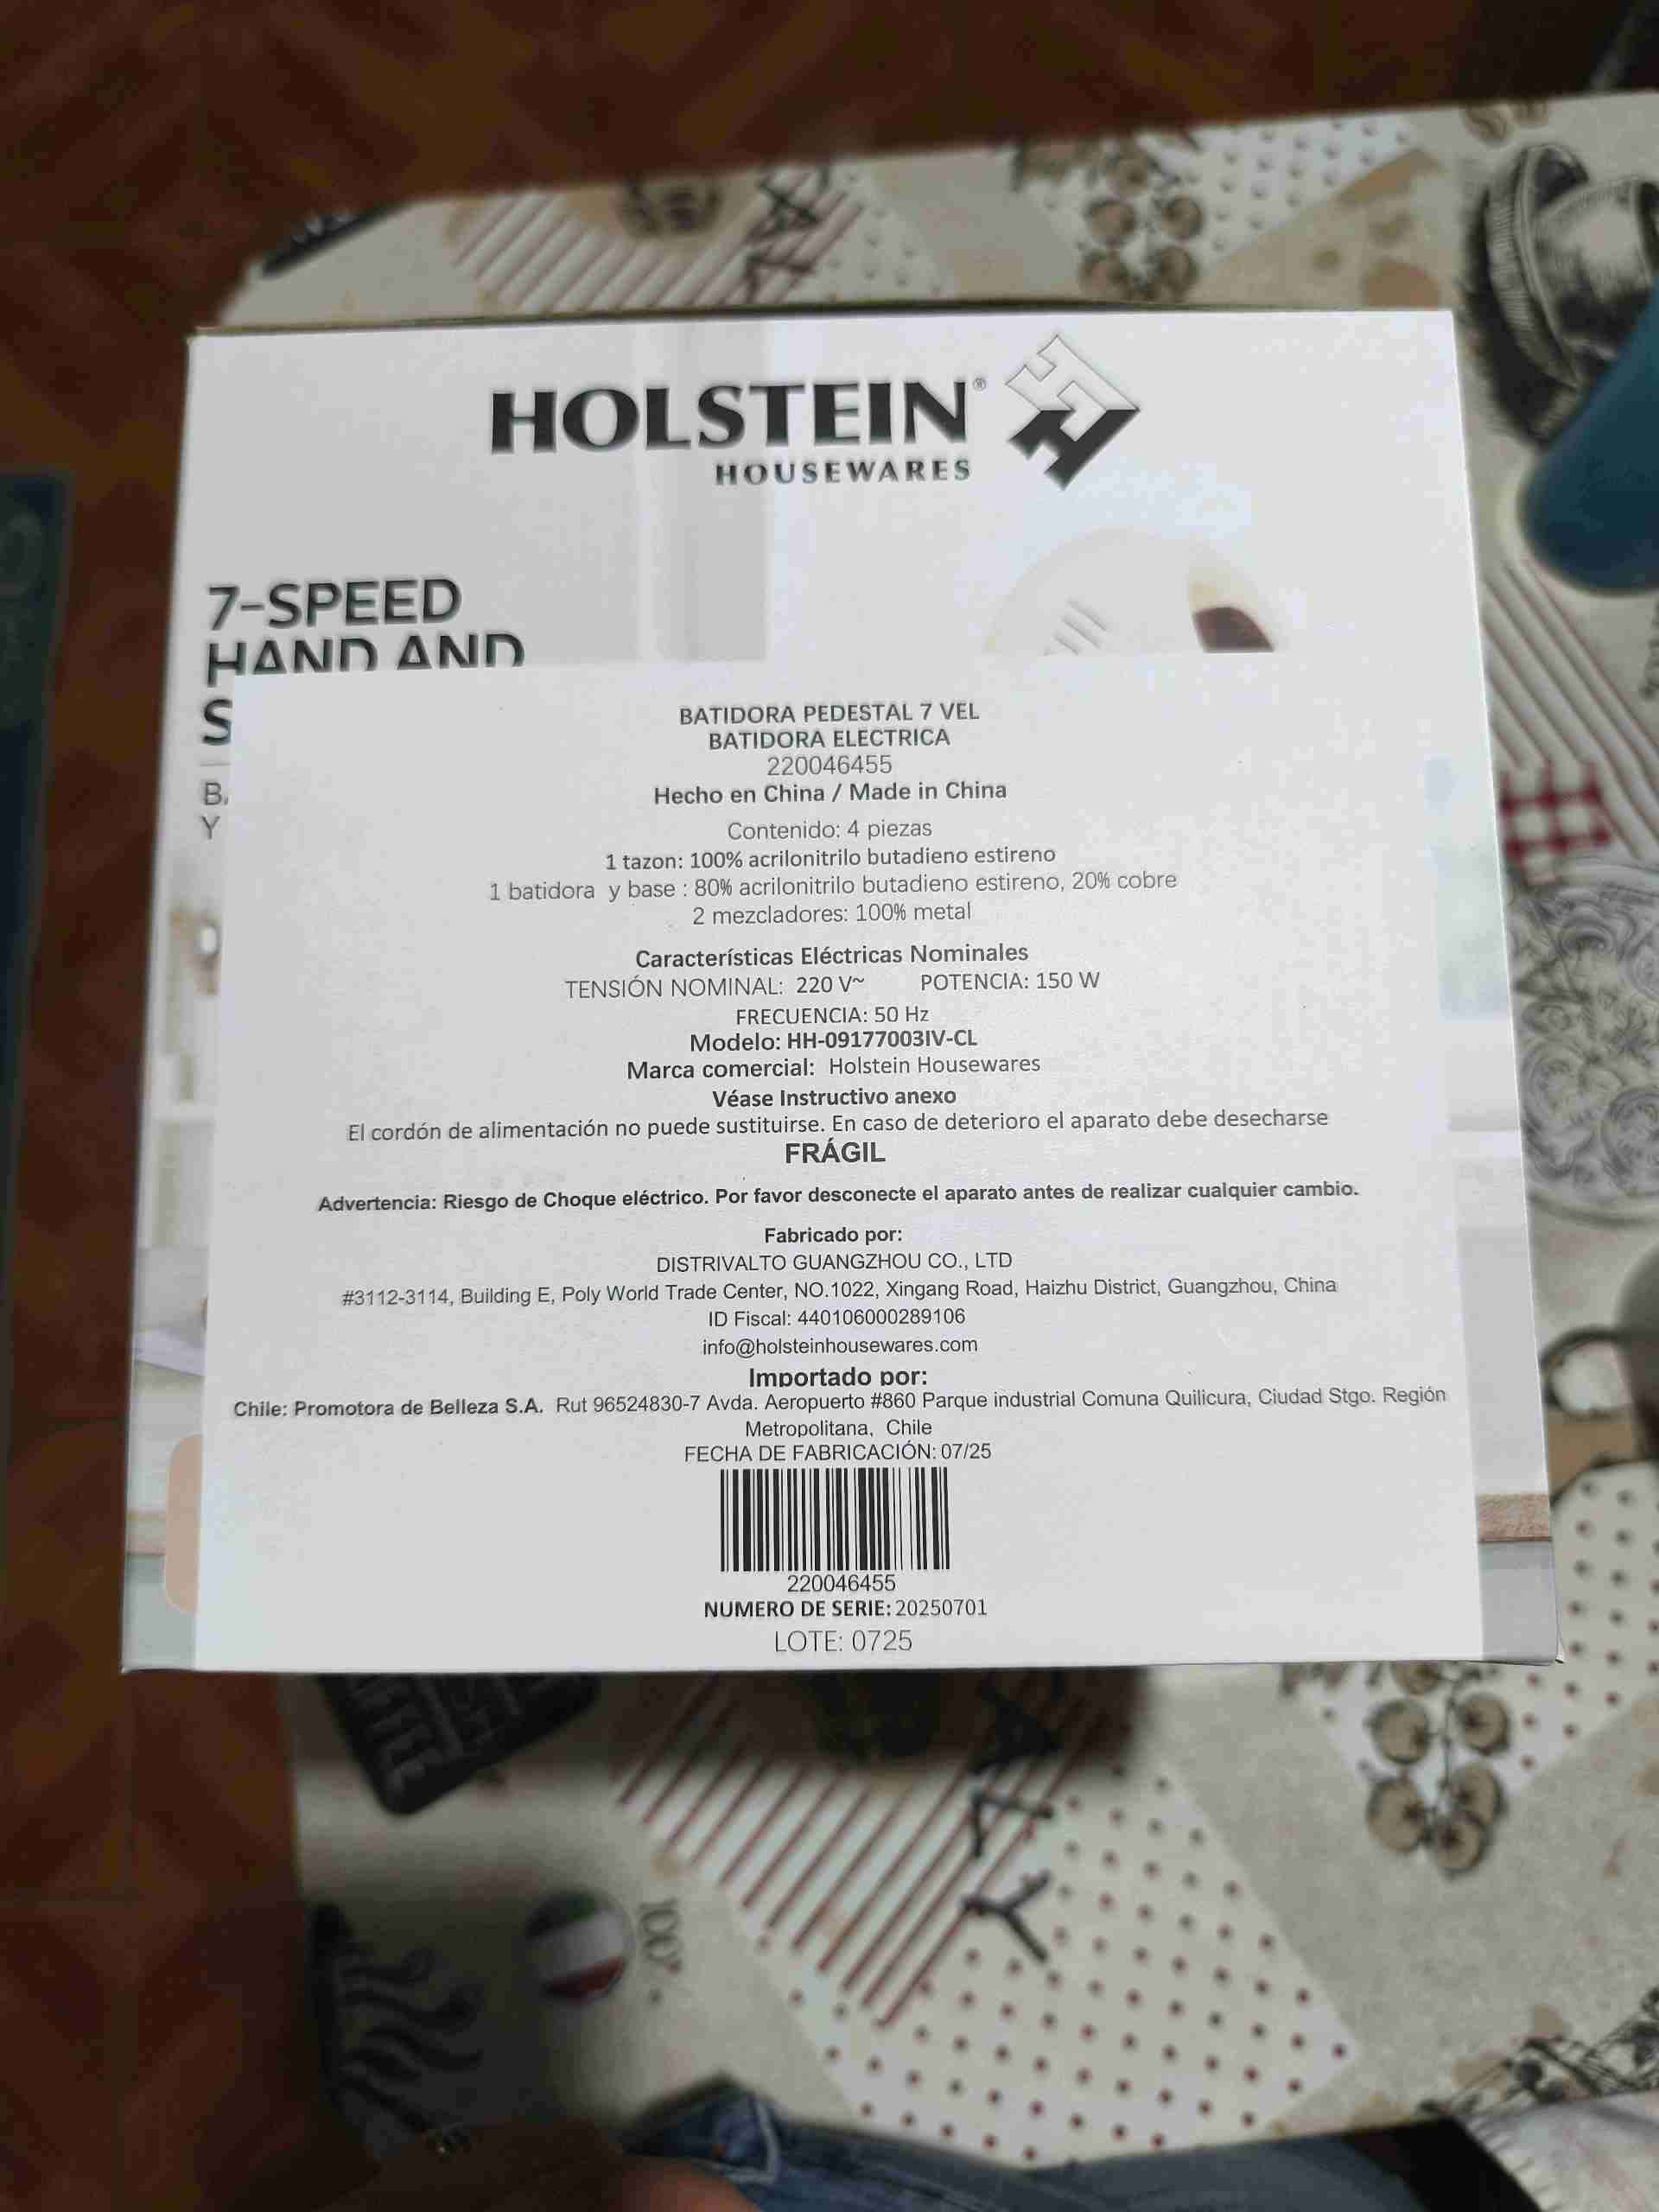 HOLSTEIN®
HOUSEWARES
7-SPEED
HAND AND
S
B
Y
BATIDORA PEDESTAL 7 VEL
BATIDORA ELECTRICA
220046455
Hecho en China / Made in China
Contenido: 4 piezas
1 tazon: 100% acrilonitrilo butadieno estireno
1 batidora y base : 80% acrilonitrilo butadieno estireno, 20% cobre
2 mezcladores: 100% metal
Características Eléctricas Nominales
TENSIÓN NOMINAL: 220 V~ POTENCIA: 150 W
FRECUENCIA: 50 Hz
Modelo: HH-09177003IV-CL
Marca comercial: Holstein Housewares
Véase Instructivo anexo
El cordón de alimentación no puede sustituirse. En caso de deterioro el aparato debe desecharse
FRÁGIL
Advertencia: Riesgo de Choque eléctrico. Por favor desconecte el aparato antes de realizar cualquier cambio.
Fabricado por:
DISTRIVALTO GUANGZHOU CO., LTD
#3112-3114, Building E, Poly World Trade Center, NO.1022, Xingang Road, Haizhu District, Guangzhou, China
ID Fiscal: 440106000289106
info@holsteinhousewares.com
Importado por:
Chile: Promotora de Belleza S.A. Rut 96524830-7 Avda. Aeropuerto #860 Parque industrial Comuna Quilicura, Ciudad Stgo. Región
Metropolitana, Chile
FECHA DE FABRICACIÓN: 07/25
220046455
NUMERO DE SERIE: 20250701
LOTE: 0725
100%